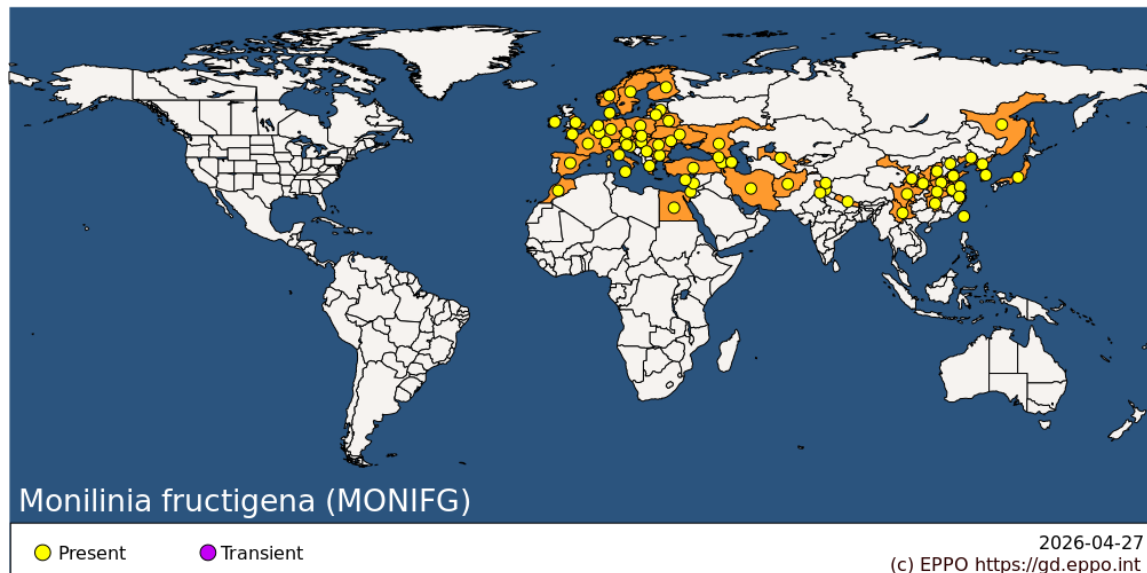 Monilinia fructigena (MONIFG)
Present
Transient
2026-04-27
(c) EPPO https://gd.eppo.int